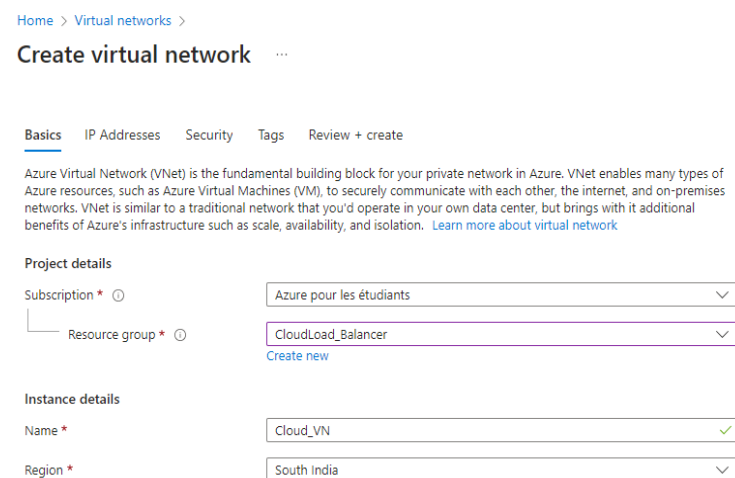 Home > Virtual networks >
Create virtual network ...
Basics IP Addresses Security Tags Review + create
Azure Virtual Network (VNet) is the fundamental building block for your private network in Azure. VNet enables many types of
Azure resources, such as Azure Virtual Machines (VM), to securely communicate with each other, the internet, and on-premises
networks. VNet is similar to a traditional network that you'd operate in your own data center, but brings with it additional
benefits of Azure's infrastructure such as scale, availability, and isolation. Learn more about virtual network
Project details
Subscription * Azure pour les étudiants
Resource group * CloudLoad_Balancer
Create new
Instance details
Name * Cloud_VN
Region * South India